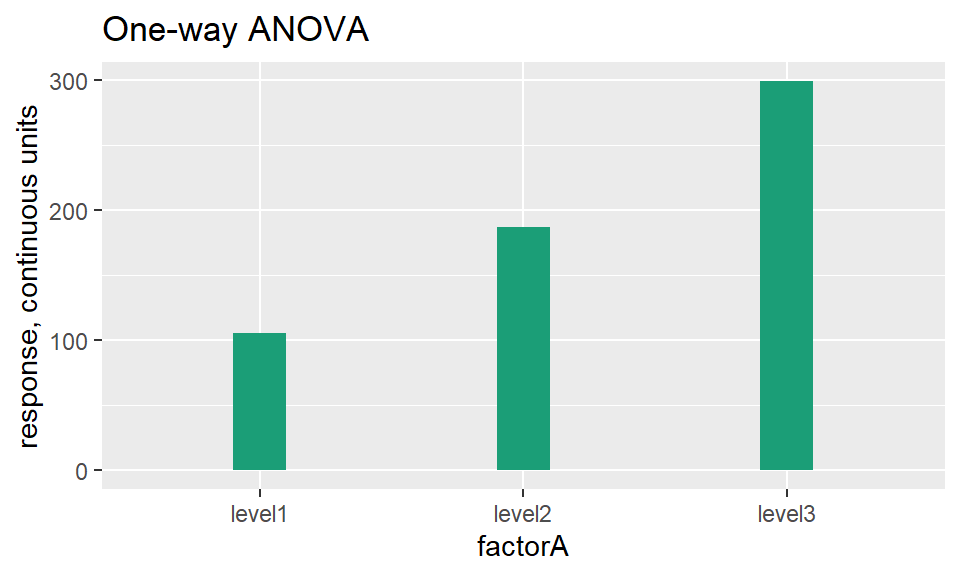 One-way ANOVA
response, continuous units
300
200
100
0
level1 level2 level3
factorA